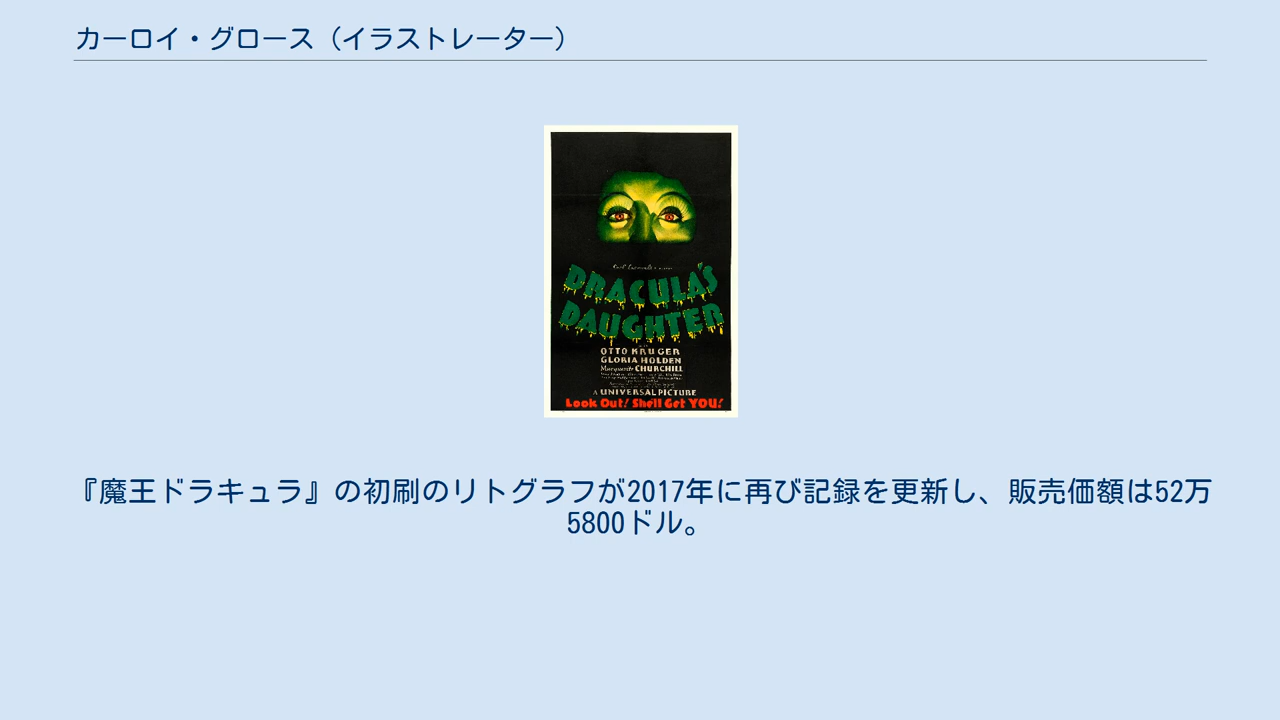 カーロイ・グロース（イラストレーター）
DRACULA'S
DAUGHTER
OTTO KRUGER
GLORIA HOLDEN
Marguerite CHURCHILL
A UNIVERSAL PICTURE
Look Out! She'll Get YOU!
『魔王ドラキュラ』の初刷のリトグラフが2017年に再び記録を更新し、販売価額は52万
5800ドル。